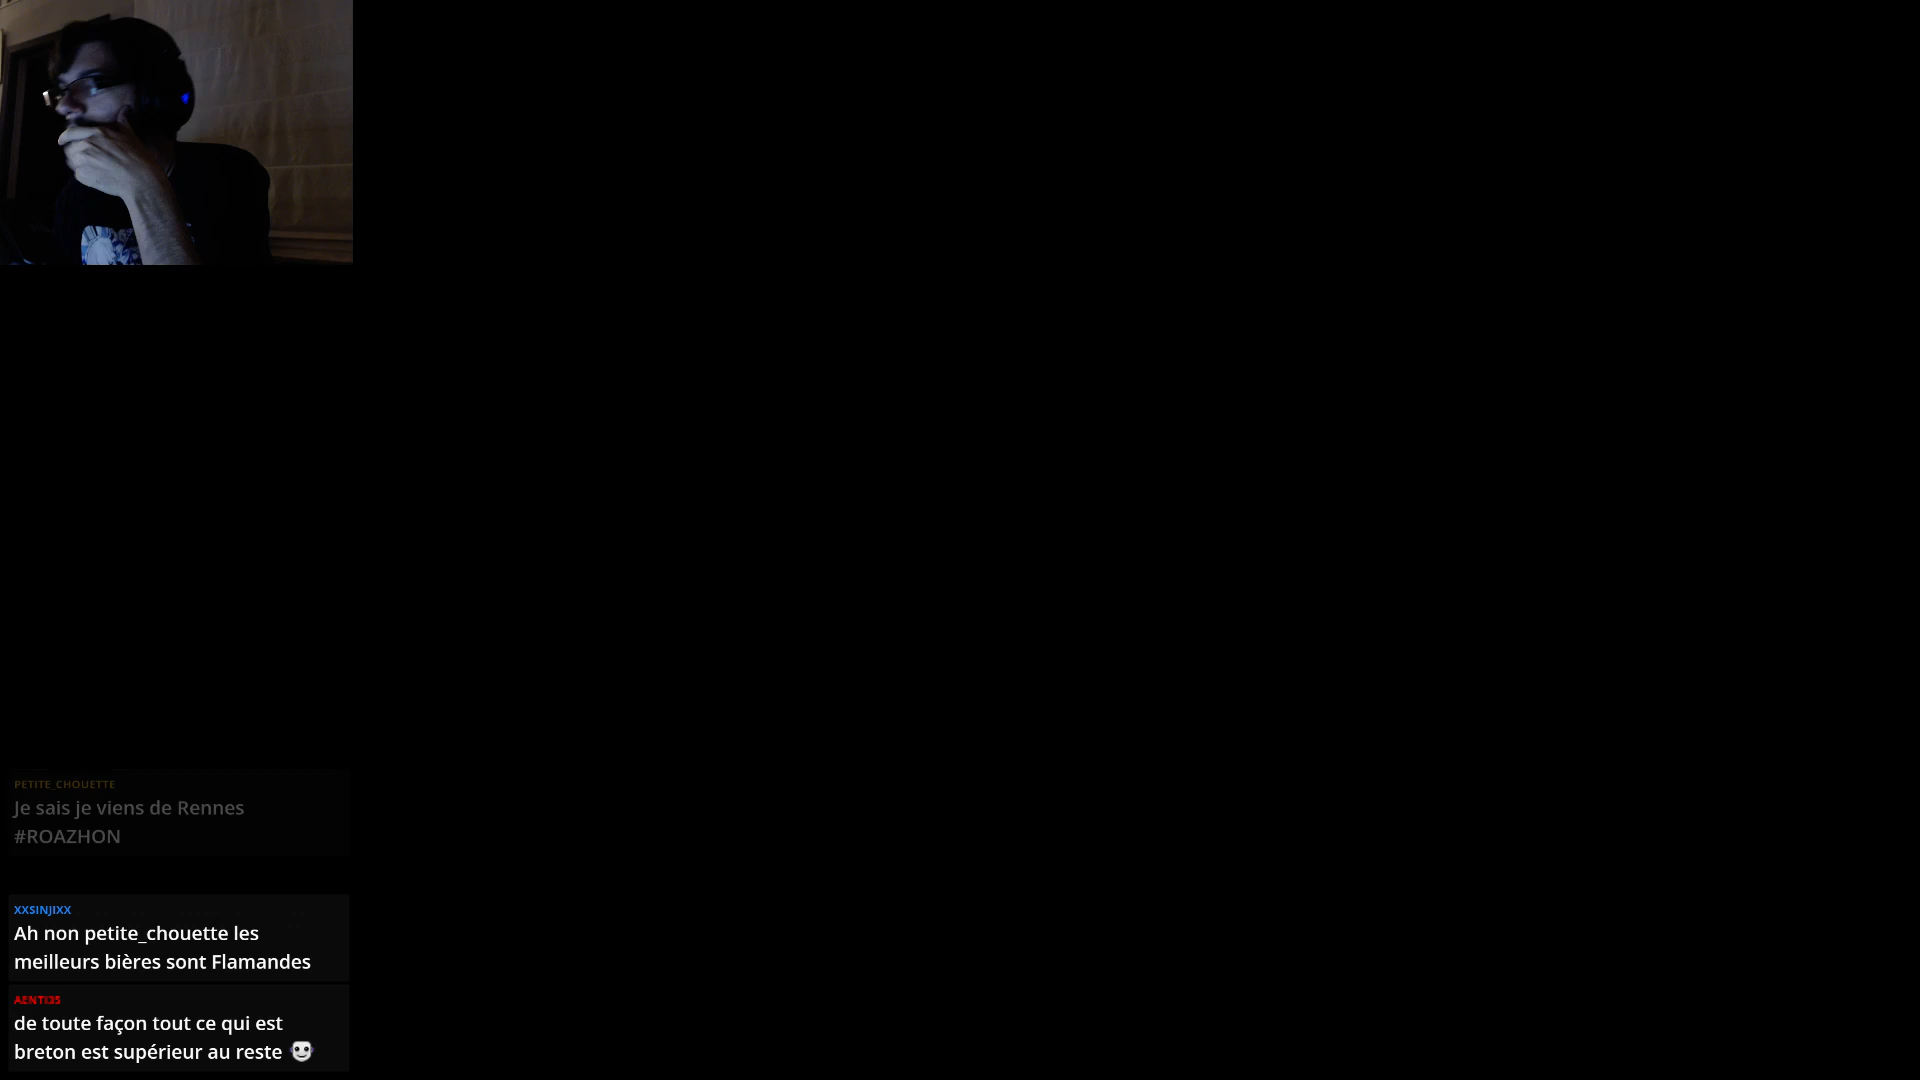 PETITE_CHOUETTE
Je sais je viens de Rennes
#ROAZHON
XXSINJIXX
Ah non petite_chouette les
meilleurs bières sont Flamandes
AENTI35
de toute façon tout ce qui est
breton est supérieur au reste